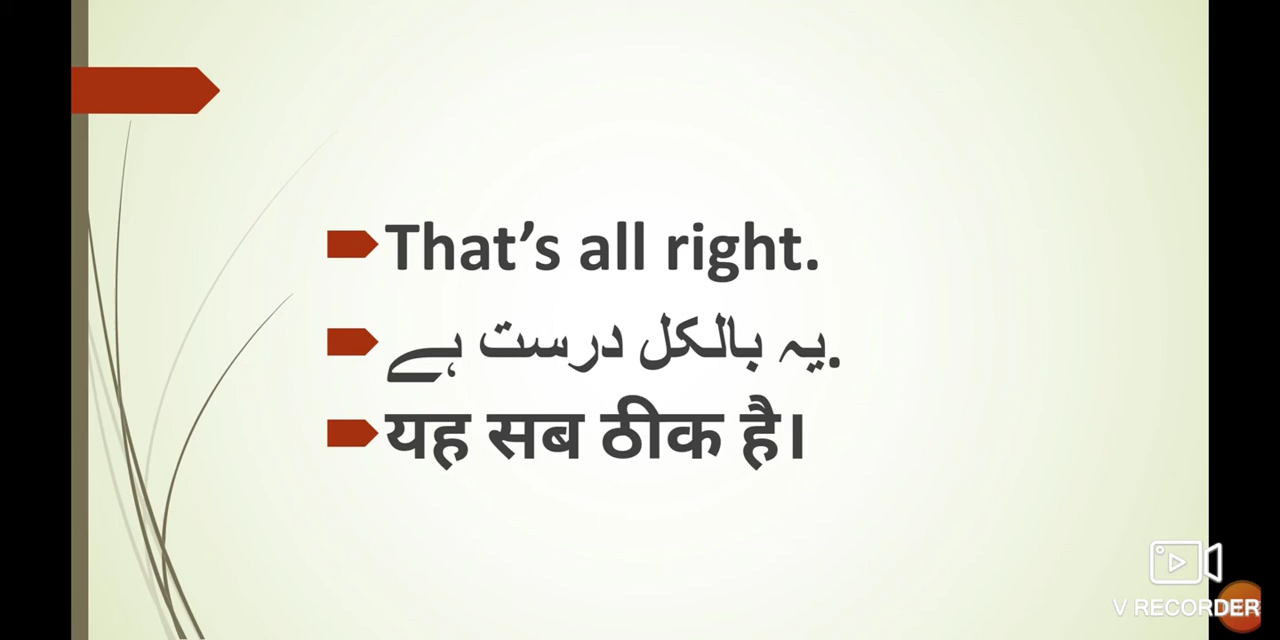 That’s all right.
یہ بالکل درست ہے.
यह सब ठीक है।
V RECORDER